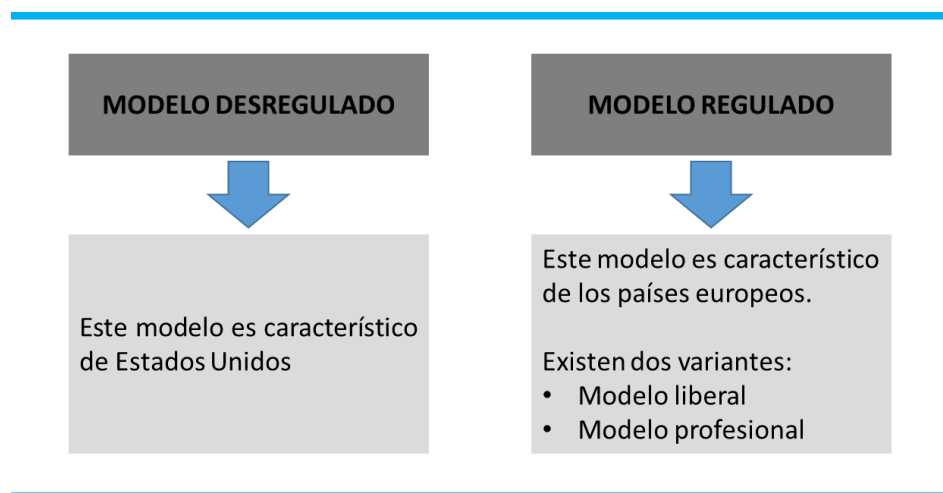 MODELO DESREGULADO
Este modelo es característico
de Estados Unidos
MODELO REGULADO
Este modelo es característico
de los países europeos.
Existen dos variantes:
• Modelo liberal
• Modelo profesional